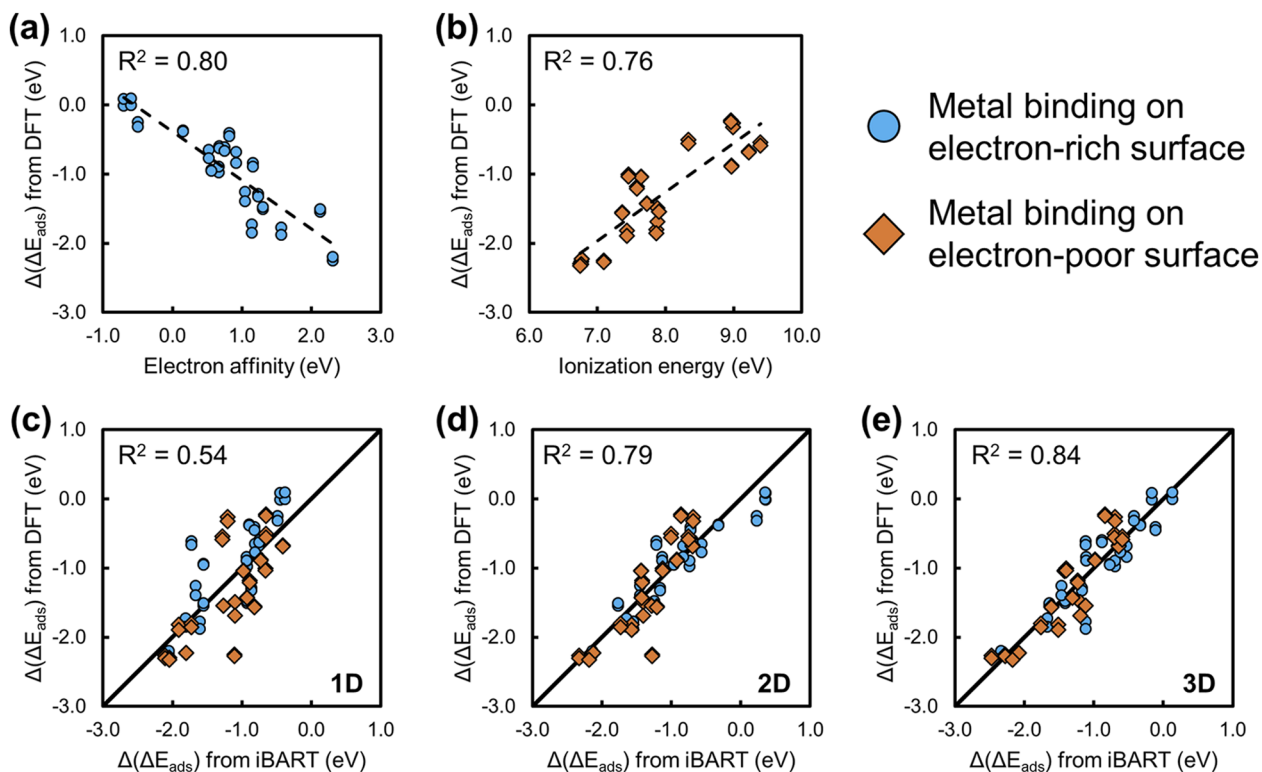 (a)
R² = 0.80
Δ(ΔE_ads) from DFT (eV)
1.0
0.0
-1.0
-2.0
-3.0
-1.0 0.0 1.0 2.0 3.0
Electron affinity (eV)
(b)
R² = 0.76
Δ(ΔE_ads) from DFT (eV)
1.0
0.0
-1.0
-2.0
-3.0
6.0 7.0 8.0 9.0 10.0
Ionization energy (eV)
Metal binding on
electron-rich surface
Metal binding on
electron-poor surface
(c)
R² = 0.54
Δ(ΔE_ads) from DFT (eV)
1.0
0.0
-1.0
-2.0
-3.0
1D
-3.0 -2.0 -1.0 0.0 1.0
Δ(ΔE_ads) from iBART (eV)
(d)
R² = 0.79
Δ(ΔE_ads) from DFT (eV)
1.0
0.0
-1.0
-2.0
-3.0
2D
-3.0 -2.0 -1.0 0.0 1.0
Δ(ΔE_ads) from iBART (eV)
(e)
R² = 0.84
Δ(ΔE_ads) from DFT (eV)
1.0
0.0
-1.0
-2.0
-3.0
3D
-3.0 -2.0 -1.0 0.0 1.0
Δ(ΔE_ads) from iBART (eV)